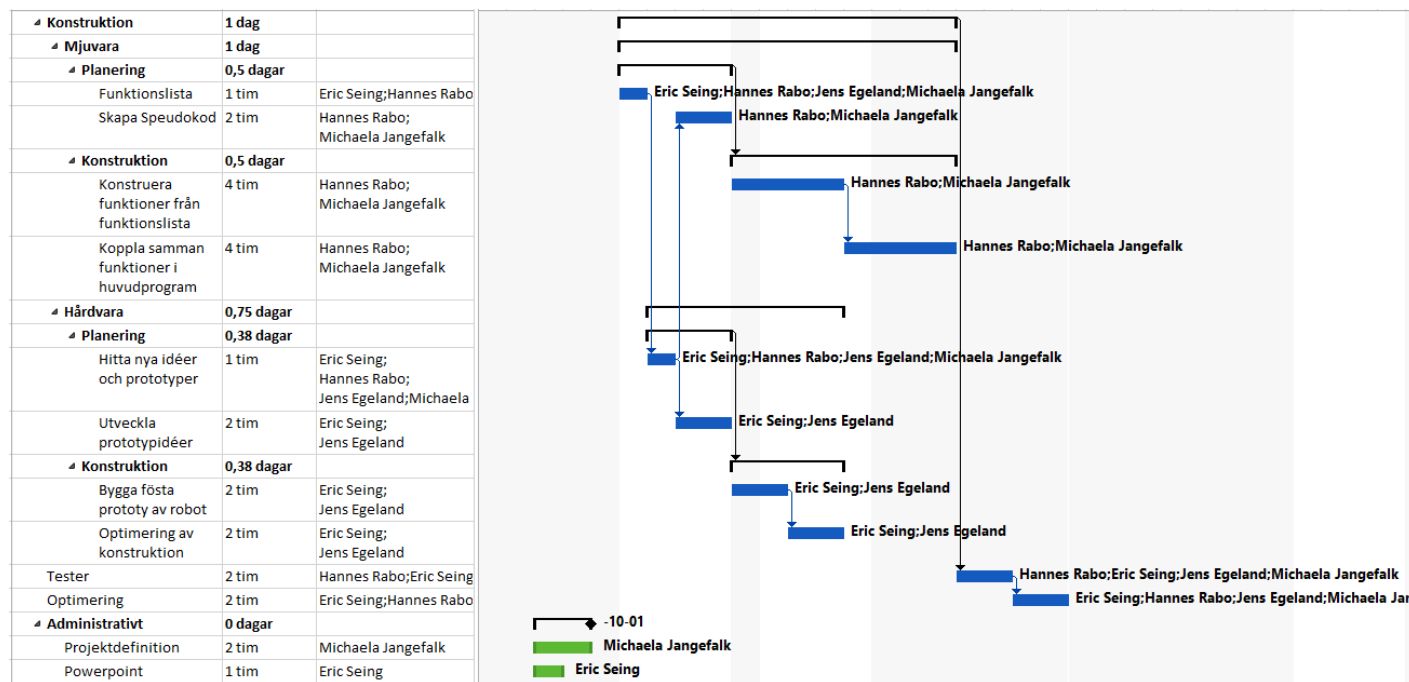 Konstruktion 1 dag
Mjuvara 1 dag
Planering 0,5 dagar
Funktionslista 1 tim Eric Seing;Hannes Rabo Eric Seing;Hannes Rabo;Jens Egeland;Michaela Jangefalk
Skapa Speudokod 2 tim Hannes Rabo; Hannes Rabo;Michaela Jangefalk
Michaela Jangefalk
Konstruktion 0,5 dagar
Konstruera 4 tim Hannes Rabo; Hannes Rabo;Michaela Jangefalk
funktioner från Michaela Jangefalk
funktionslista
Koppla samman 4 tim Hannes Rabo; Hannes Rabo;Michaela Jangefalk
funktioner i Michaela Jangefalk
huvudprogram
Hårdvara 0,75 dagar
Planering 0,38 dagar
Hitta nya idéer 1 tim Eric Seing; Eric Seing;Hannes Rabo;Jens Egeland;Michaela Jangefalk
och prototyper Hannes Rabo;
Jens Egeland;Michaela
Utveckla 2 tim Eric Seing; Eric Seing;Jens Egeland
prototypidéer Jens Egeland
Konstruktion 0,38 dagar
Bygga fösta 2 tim Eric Seing; Eric Seing;Jens Egeland
prototy av robot Jens Egeland
Optimering av 2 tim Eric Seing; Eric Seing;Jens Egeland
konstruktion Jens Egeland
Tester 2 tim Hannes Rabo;Eric Seing Hannes Rabo;Eric Seing;Jens Egeland;Michaela Jangefalk
Optimering 2 tim Eric Seing;Hannes Rabo Eric Seing;Hannes Rabo;Jens Egeland;Michaela Jar
Administrativt 0 dagar -10-01
Projektdefinition 2 tim Michaela Jangefalk Michaela Jangefalk
Powerpoint 1 tim Eric Seing Eric Seing